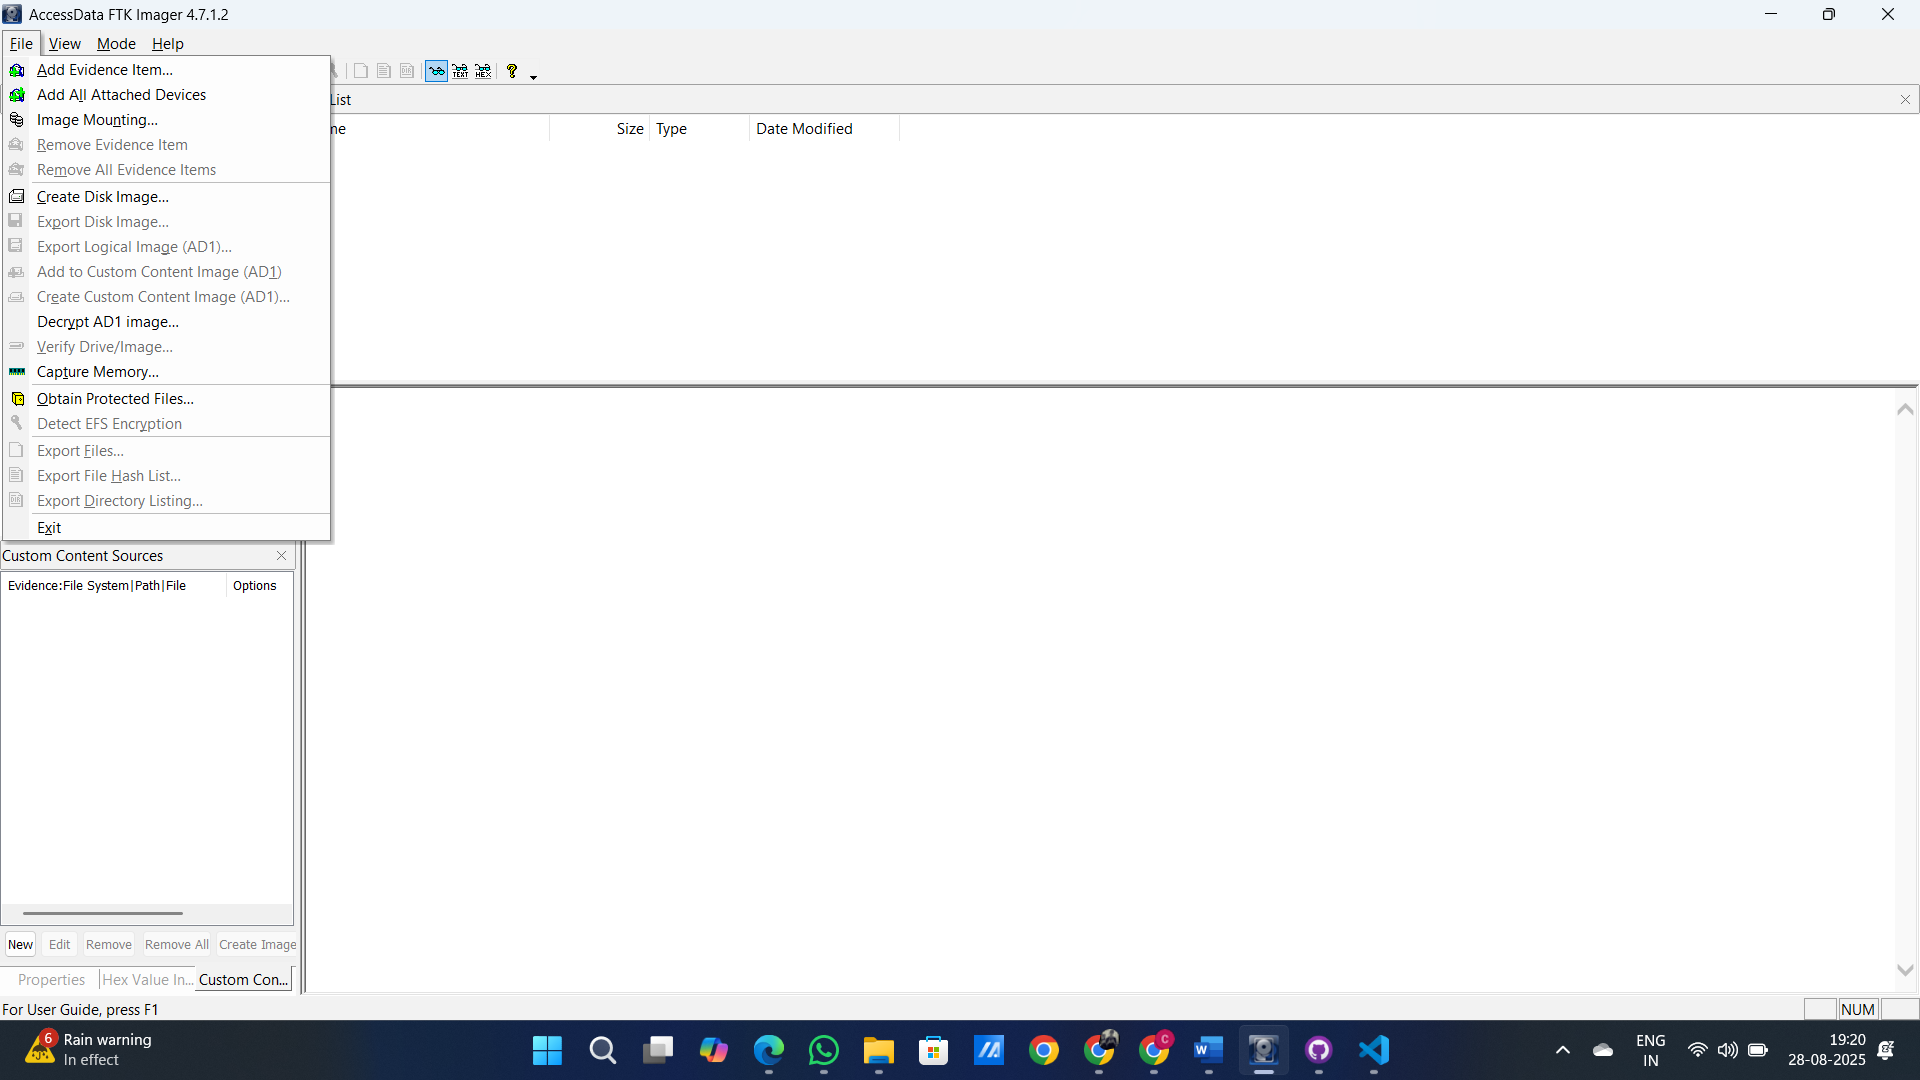 AccessData FTK Imager 4.7.1.2
File View Mode Help
Add Evidence Item...
Add All Attached Devices
Image Mounting...
Remove Evidence Item
Remove All Evidence Items
Create Disk Image...
Export Disk Image...
Export Logical Image (AD1)...
Add to Custom Content Image (AD1)
Create Custom Content Image (AD1)...
Decrypt AD1 image...
Verify Drive/Image...
Capture Memory...
Obtain Protected Files...
Detect EFS Encryption
Export Files...
Export File Hash List...
Export Directory Listing...
Exit
TEXT HEX ?
List
me Size Type Date Modified
Custom Content Sources
Evidence:File System|Path|File Options
New Edit Remove Remove All Create Image
Properties Hex Value In... Custom Con...
For User Guide, press F1
NUM
6 Rain warning
In effect
C
W
ENG
IN
19:20
28-08-2025